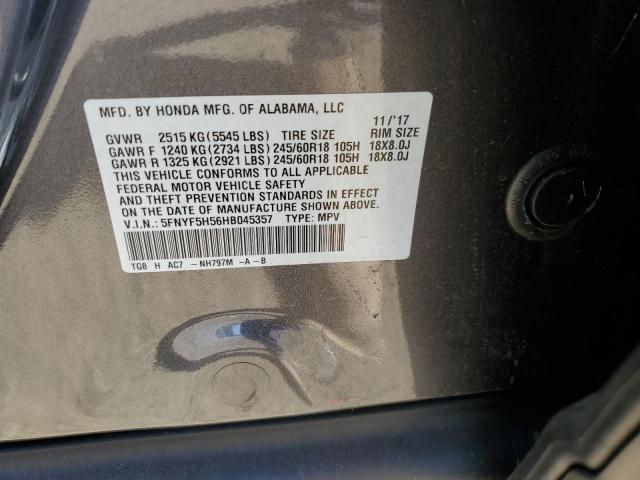 MFD. BY HONDA MFG. OF ALABAMA, LLC 11/'17
GVWR 2515 KG (5545 LBS) TIRE SIZE RIM SIZE
GAWR F 1240 KG (2734 LBS) 245/60R18 105H 18X8.0J
GAWR R 1325 KG (2921 LBS) 245/60R18 105H 18X8.0J
THIS VEHICLE CONFORMS TO ALL APPLICABLE
FEDERAL MOTOR VEHICLE SAFETY
AND THEFT PREVENTION STANDARDS IN EFFECT
ON THE DATE OF MANUFACTURE SHOWN ABOVE.
V.I.N.: 5FNYF5H56HB045357 TYPE: MPV
TG8 H AC7 -NH797M -A-B